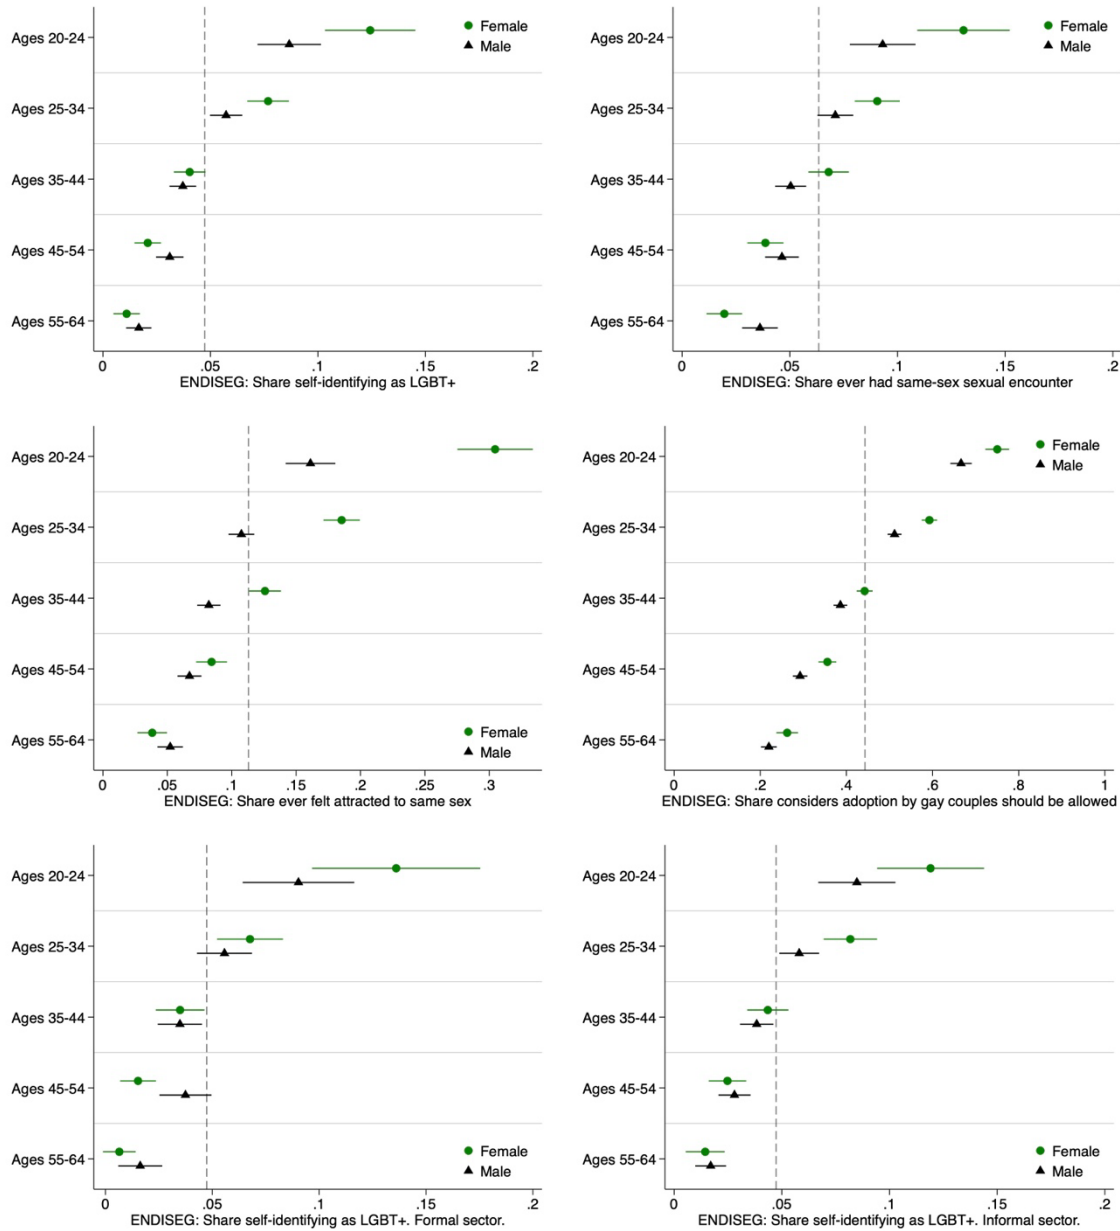 Ages 20-24
Ages 25-34
Ages 35-44
Ages 45-54
Ages 55-64
Female
Male
0 .05 .1 .15 .2
ENDISEG: Share self-identifying as LGBT+
Ages 20-24
Ages 25-34
Ages 35-44
Ages 45-54
Ages 55-64
Female
Male
0 .05 .1 .15 .2
ENDISEG: Share ever had same-sex sexual encounter
Ages 20-24
Ages 25-34
Ages 35-44
Ages 45-54
Ages 55-64
Female
Male
0 .05 .1 .15 .2 .25 .3
ENDISEG: Share ever felt attracted to same sex
Ages 20-24
Ages 25-34
Ages 35-44
Ages 45-54
Ages 55-64
Female
Male
0 .2 .4 .6 .8 1
ENDISEG: Share considers adoption by gay couples should be allowed
Ages 20-24
Ages 25-34
Ages 35-44
Ages 45-54
Ages 55-64
Female
Male
0 .05 .1 .15 .2
ENDISEG: Share self-identifying as LGBT+. Formal sector.
Ages 20-24
Ages 25-34
Ages 35-44
Ages 45-54
Ages 55-64
Female
Male
0 .05 .1 .15 .2
ENDISEG: Share self-identifying as LGBT+. Informal sector.